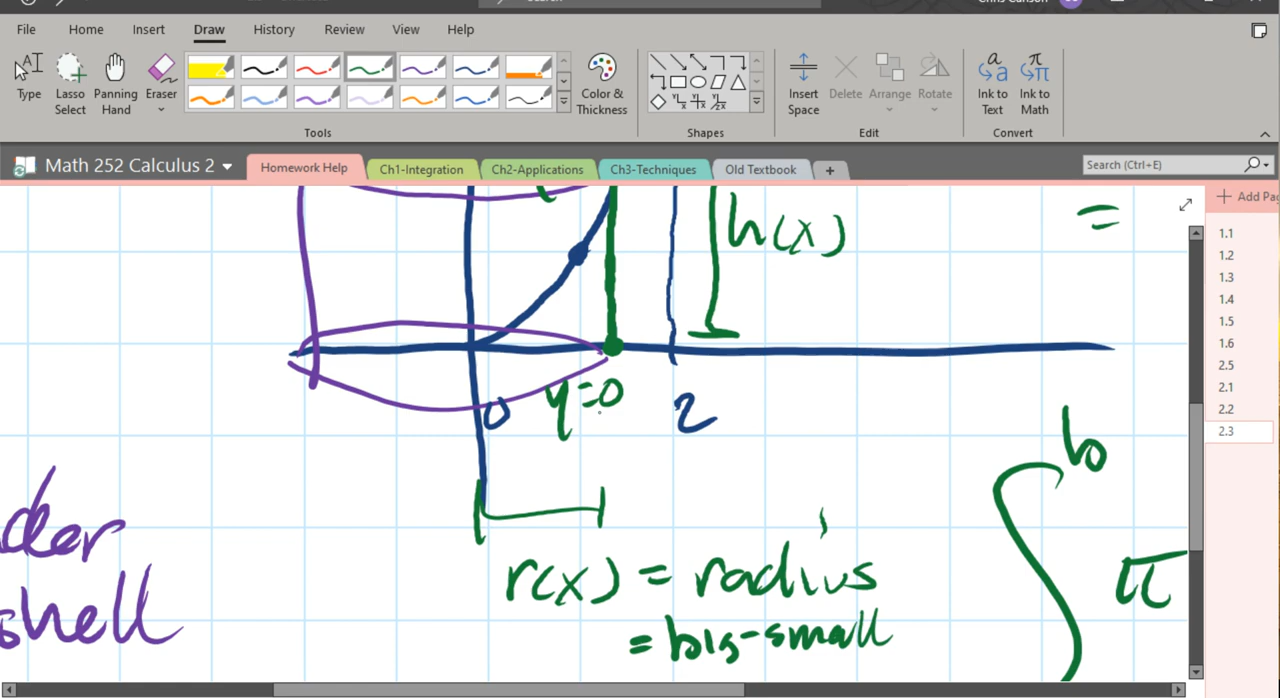 File Home Insert Draw History Review View Help
Type
Lasso Select
Panning Hand
Eraser
Color & Thickness
Insert Space
Delete
Arrange
Rotate
Ink to Text
Ink to Math
Tools
Shapes
Edit
Convert
Math 252 Calculus 2
Homework Help
Ch1-Integration
Ch2-Applications
Ch3-Techniques
Old Textbook
Search (Ctrl+E)
Add
1.1
1.2
1.3
1.4
1.5
1.6
2.5
2.1
2.2
2.3
h(x)
=
0
y=0
2
r(x) = radius
= big-small
shell
∫ b
π